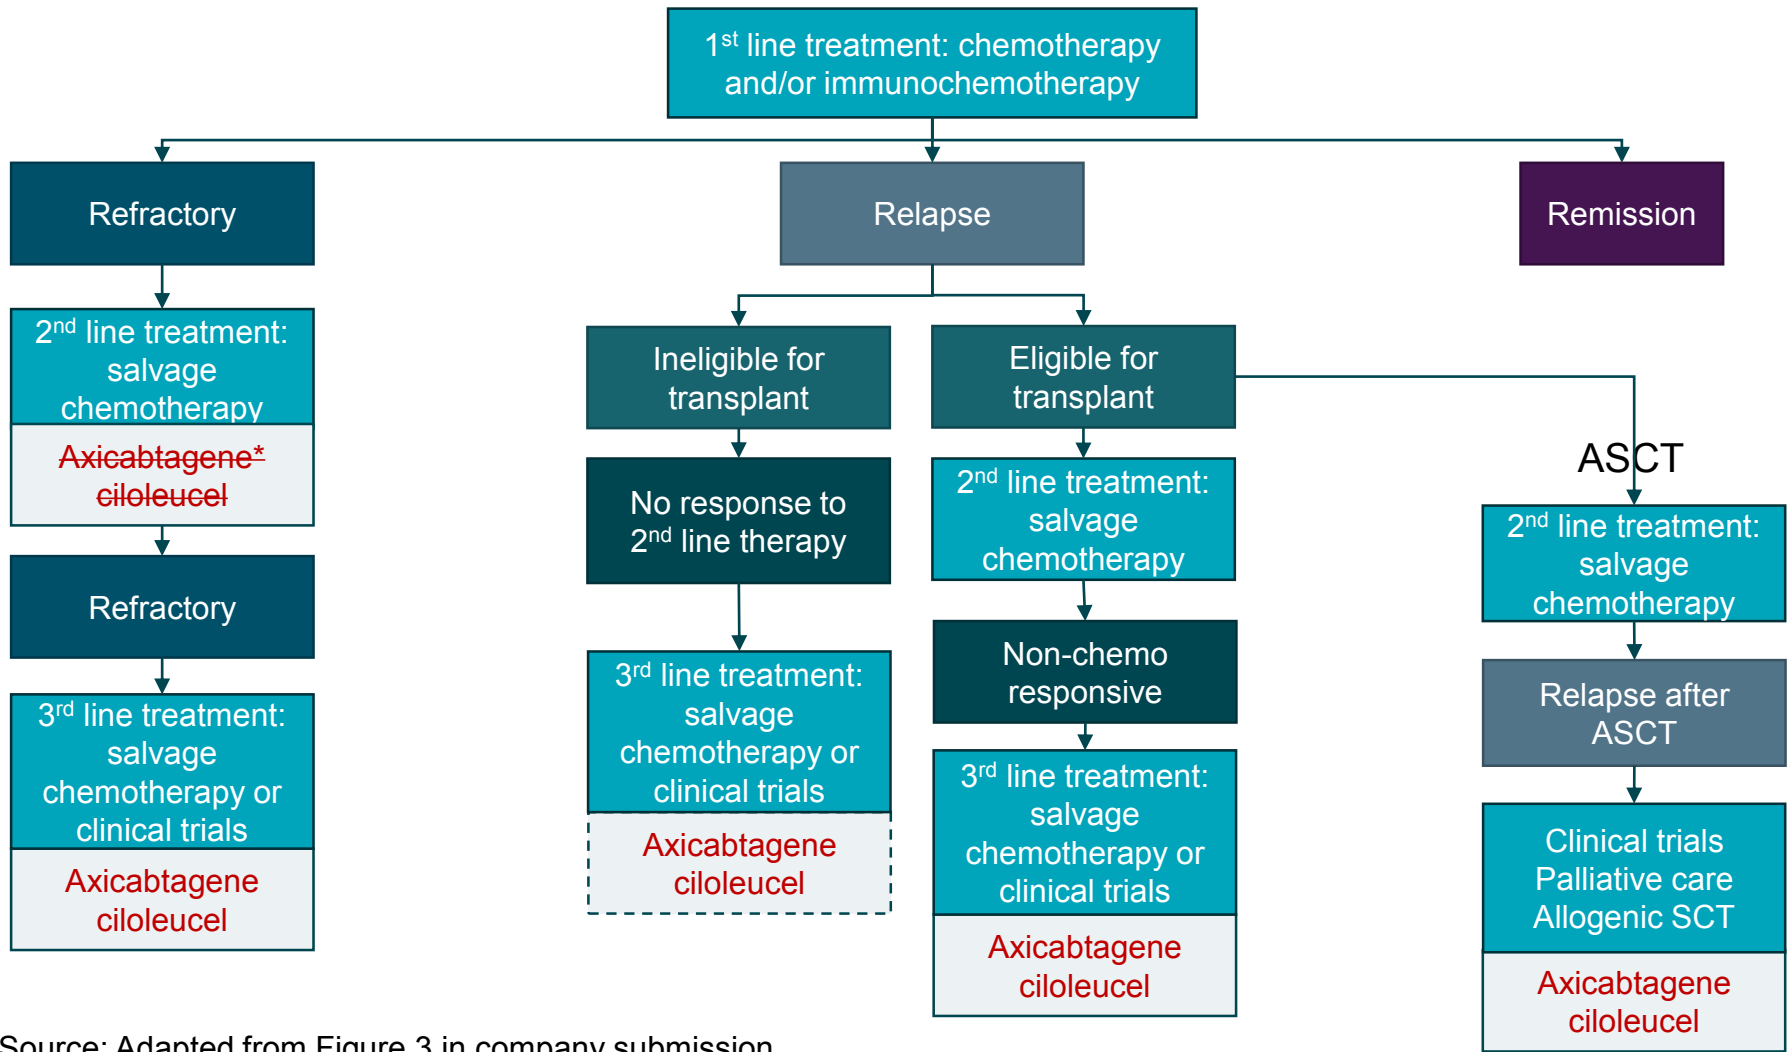 1st line treatment: chemotherapy
and/or immunochemotherapy
Refractory
Relapse
Remission
2nd line treatment:
salvage
chemotherapy
Axicabtagene*
ciloleucel
Refractory
3rd line treatment:
salvage
chemotherapy or
clinical trials
Axicabtagene
ciloleucel
Ineligible for
transplant
No response to
2nd line therapy
3rd line treatment:
salvage
chemotherapy or
clinical trials
Axicabtagene
ciloleucel
Eligible for
transplant
2nd line treatment:
salvage
chemotherapy
Non-chemo
responsive
3rd line treatment:
salvage
chemotherapy or
clinical trials
Axicabtagene
ciloleucel
ASCT
2nd line treatment:
salvage
chemotherapy
Relapse after
ASCT
Clinical trials
Palliative care
Allogenic SCT
Axicabtagene
ciloleucel
Source: Adapted from Figure 3 in company submission